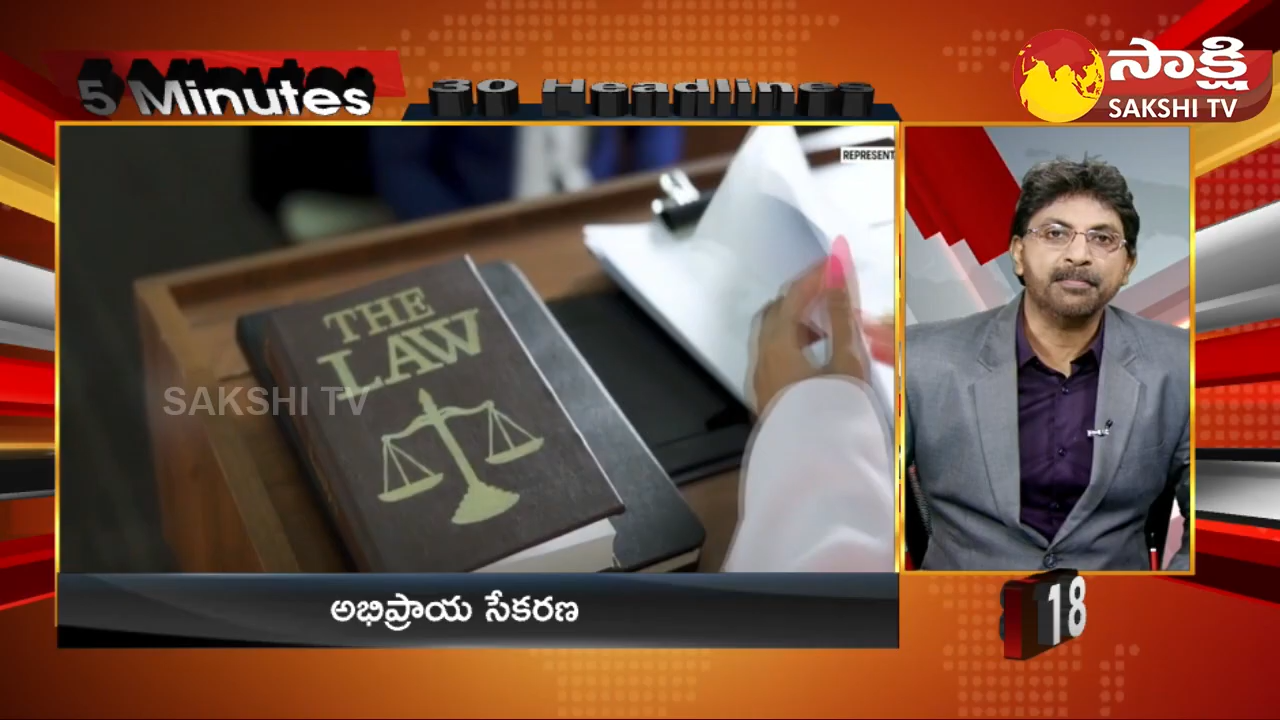 5 Minutes
30 Headlines
సాక్షి
SAKSHI TV
REPRESENT
THE
LAW
SAKSHI TV
అభిప్రాయ సేకరణ
18